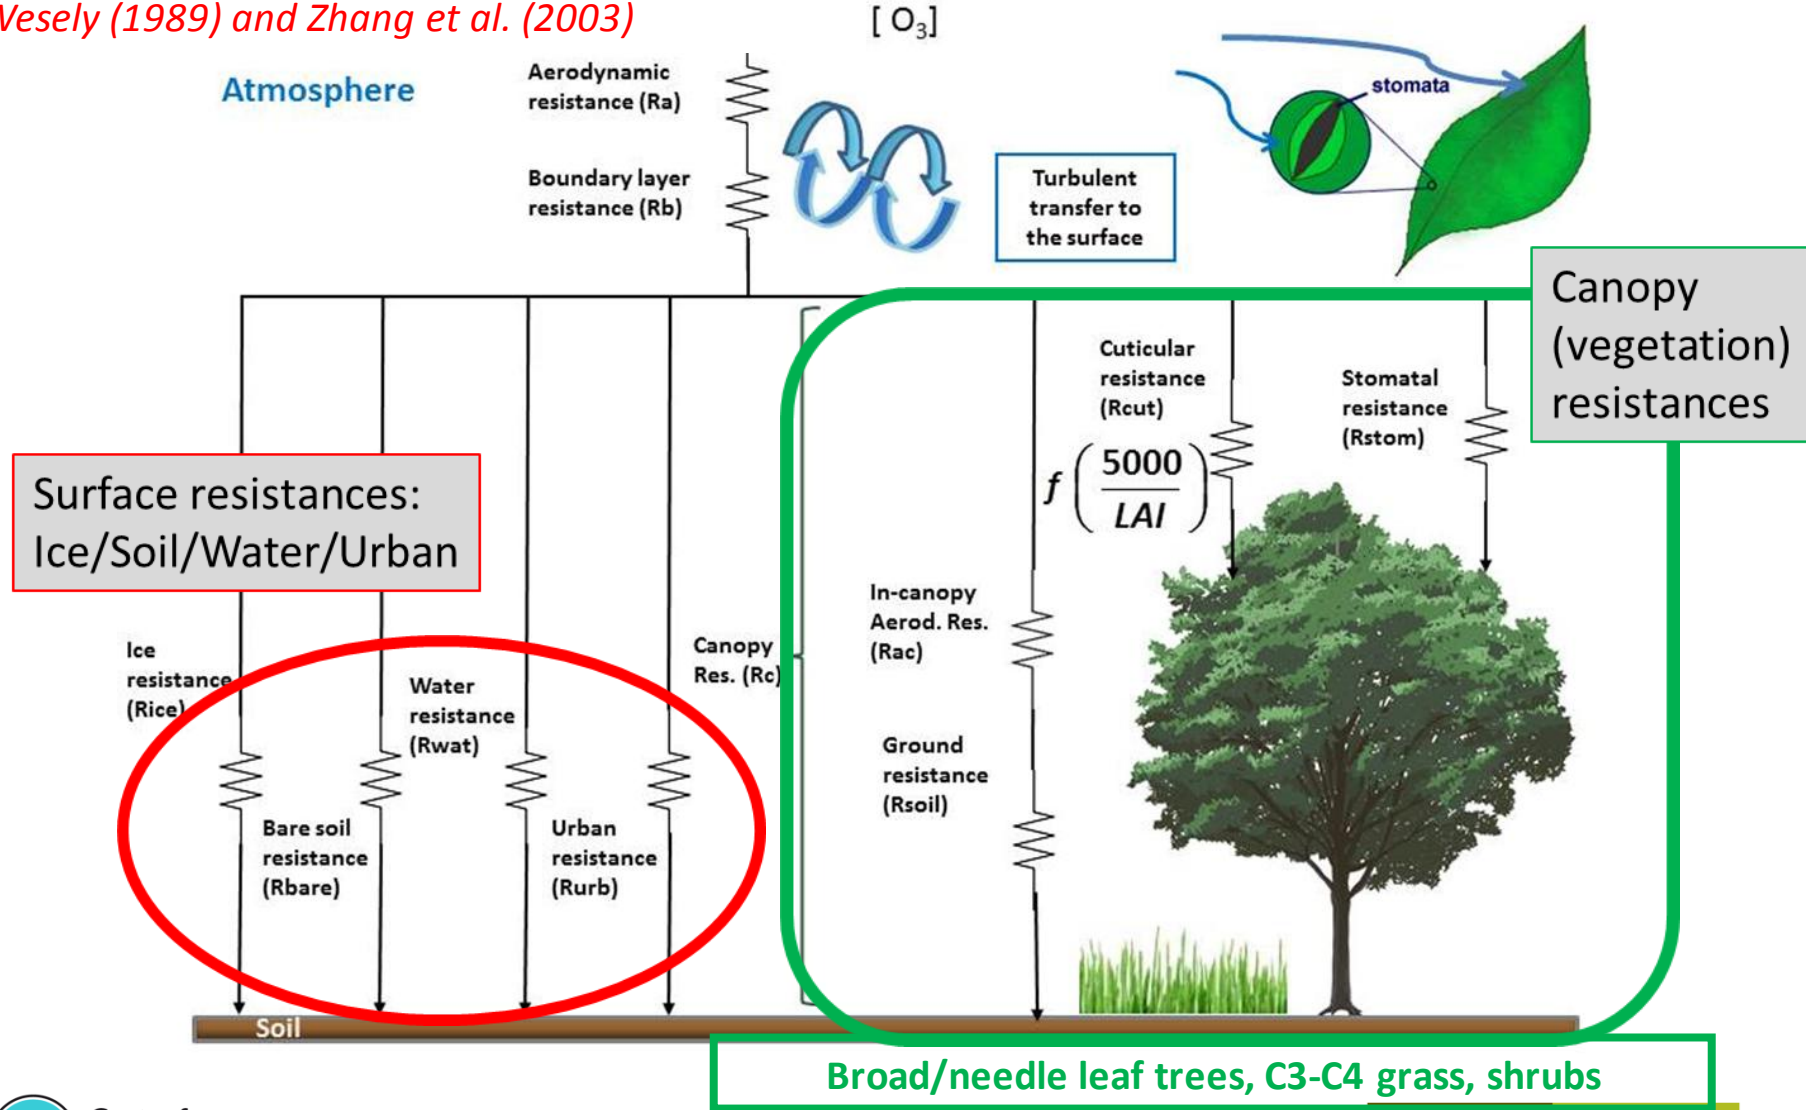 Wesely (1989) and Zhang et al. (2003)
[ O₃]
Atmosphere
Aerodynamic
resistance (Ra)
stomata
Boundary layer
resistance (Rb)
Turbulent
transfer to
the surface
Canopy
(vegetation)
resistances
Cuticular
resistance
(Rcut)
Stomatal
resistance
(Rstom)
f ( 5000 / LAI )
Surface resistances:
Ice/Soil/Water/Urban
In-canopy
Aerod. Res.
(Rac)
Ice
resistance
(Rice)
Canopy
Res. (Rc)
Water
resistance
(Rwat)
Ground
resistance
(Rsoil)
Bare soil
resistance
(Rbare)
Urban
resistance
(Rurb)
Soil
Broad/needle leaf trees, C3-C4 grass, shrubs